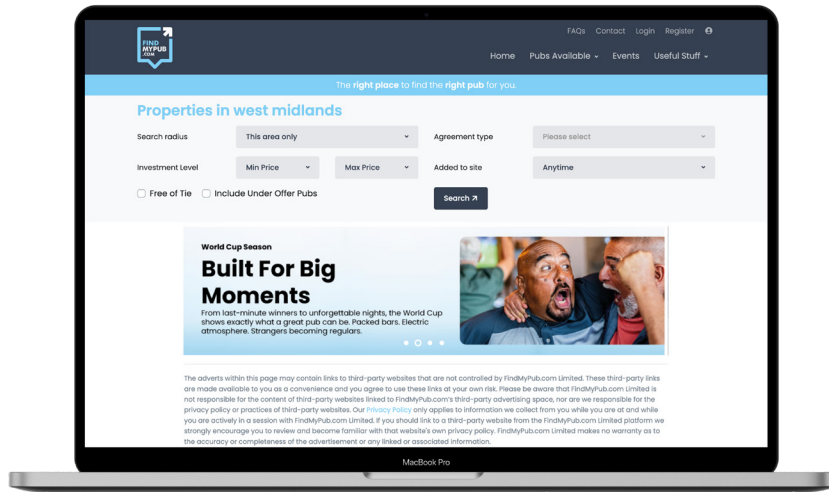 FIND
MYPUB
.COM
FAQs Contact Login Register
Home Pubs Available Events Useful Stuff
The right place to find the right pub for you.
Properties in west midlands
Search radius This area only Agreement type Please select
Investment Level Min Price Max Price Added to site Anytime
Free of Tie Include Under Offer Pubs Search
World Cup Season
Built For Big
Moments
From last-minute winners to unforgettable nights, the World Cup
shows exactly what a great pub can be. Packed bars. Electric
atmosphere. Strangers becoming regulars.
The adverts within this page may contain links to third-party websites that are not controlled by FindMyPub.com Limited. These third-party links
are made available to you as a convenience and you agree to use these links at your own risk. Please be aware that FindMyPub.com Limited is
not responsible for the content of third-party websites linked to FindMyPub.com's third-party advertising space, nor are we responsible for the
privacy policy or practices of third-party websites. Our Privacy Policy only applies to information we collect from you while you are at and while
you are actively in a session with FindMyPub.com Limited. If you should link to a third-party website from the FindMyPub.com Limited platform we
strongly encourage you to review and become familiar with that website's own privacy policy. FindMyPub.com Limited makes no warranty as to
the accuracy or completeness of the advertisement or any linked or associated information.
MacBook Pro